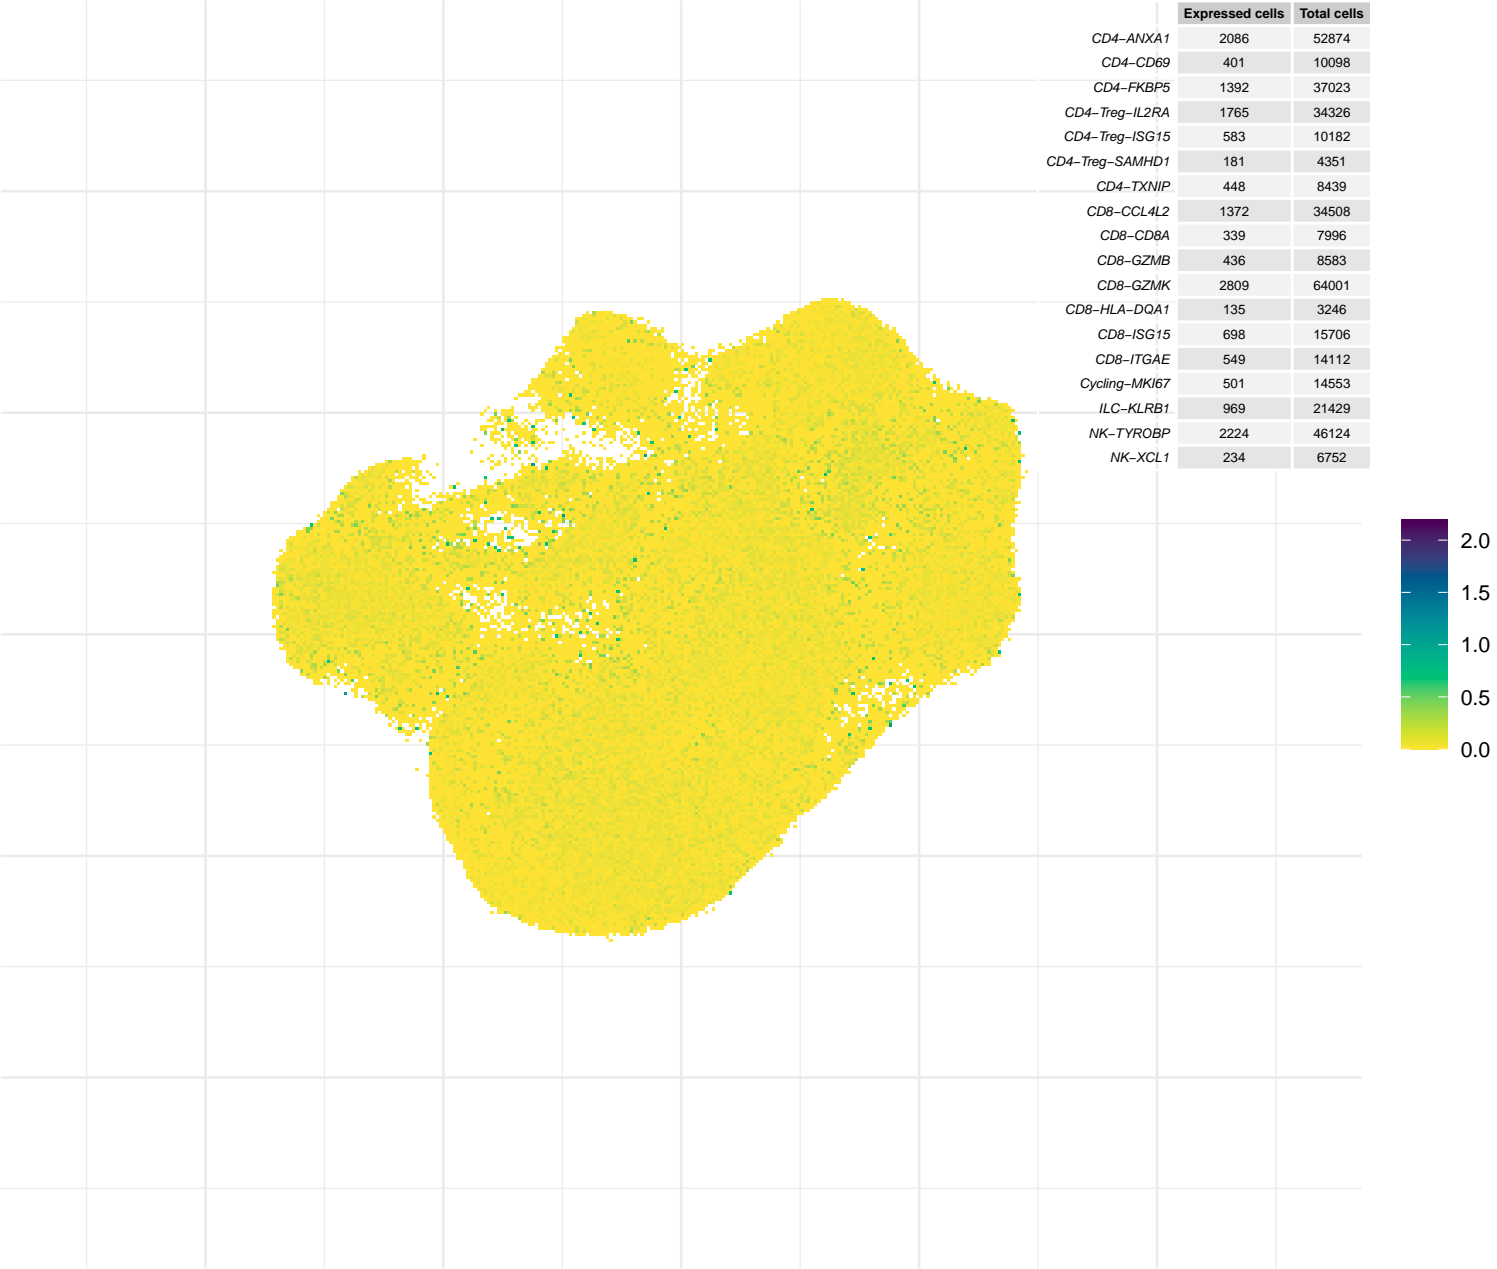 Expressed cells Total cells
CD4−ANXA1 2086 52874
CD4−CD69 401 10098
CD4−FKBP5 1392 37023
CD4−Treg−IL2RA 1765 34326
CD4−Treg−ISG15 583 10182
CD4−Treg−SAMHD1 181 4351
CD4−TXNIP 448 8439
CD8−CCL4L2 1372 34508
CD8−CD8A 339 7996
CD8−GZMB 436 8583
CD8−GZMK 2809 64001
CD8−HLA−DQA1 135 3246
CD8−ISG15 698 15706
CD8−ITGAE 549 14112
Cycling−MKI67 501 14553
ILC−KLRB1 969 21429
NK−TYROBP 2224 46124
NK−XCL1 234 6752
2.0
1.5
1.0
0.5
0.0